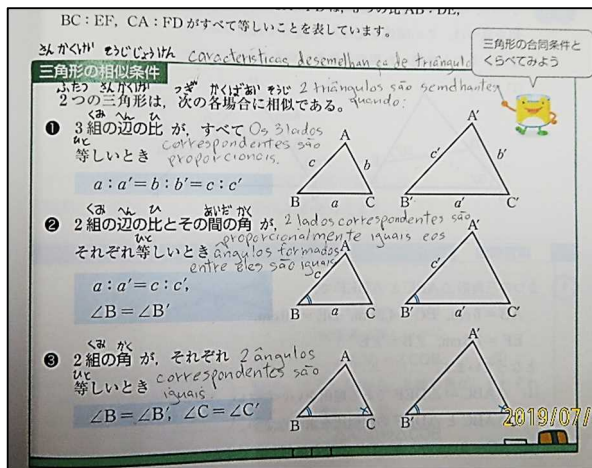 BC：EF，CA：FDがすべて等しいことを表しています。
さんかくけい そうじじょうけん
三角形の相似条件
Características de semelhança de triângulo
三角形の合同条件と
くらべてみよう
ふたつ さんかくけい つぎ かくばあい そうじ
2つの三角形は，次の各場合に相似である。
2 triângulos são semelhantes
quando:
くみ へん ひ
❶ 3組の辺の比 が，すべて Os 3 lados
ひと
等しいとき correspondentes são
proporcionais.
a：a′＝b：b′＝c：c′
A
c
b
B
a
C
A′
c′
b′
B′
a′
C′
くみ へん ひ あいだ かく
❷ 2組の辺の比とその間の角 が，2 lados correspondentes são
ひと
それぞれ等しいとき proporcionalmente iguais e os
ângulos formados
entre eles são iguais
a：a′＝c：c′，
∠B＝∠B′
A
c
B
a
C
A′
c′
B′
a′
C′
くみ かく
❸ 2組の角 が，それぞれ 2 ângulos
ひと
等しいとき correspondentes são
iguais.
∠B＝∠B′，∠C＝∠C′
A
B
C
A′
B′
2019/07/